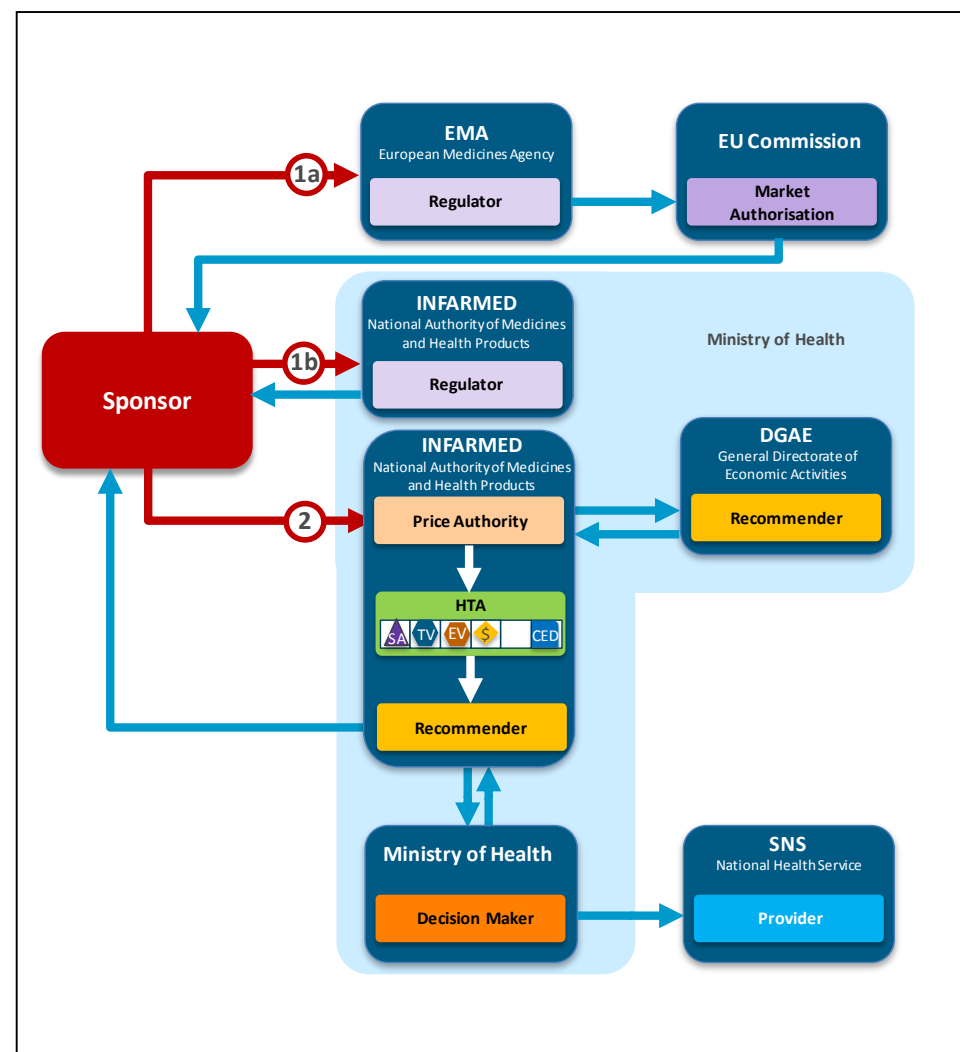 EMA
European Medicines Agency
Regulator
EU Commission
Market
Authorisation
1a
INFARMED
National Authority of Medicines
and Health Products
Regulator
Ministry of Health
1b
Sponsor
INFARMED
National Authority of Medicines
and Health Products
Price Authority
DGAE
General Directorate of
Economic Activities
Recommender
2
HTA
SA TV EV $ CED
Recommender
Ministry of Health
Decision Maker
SNS
National Health Service
Provider